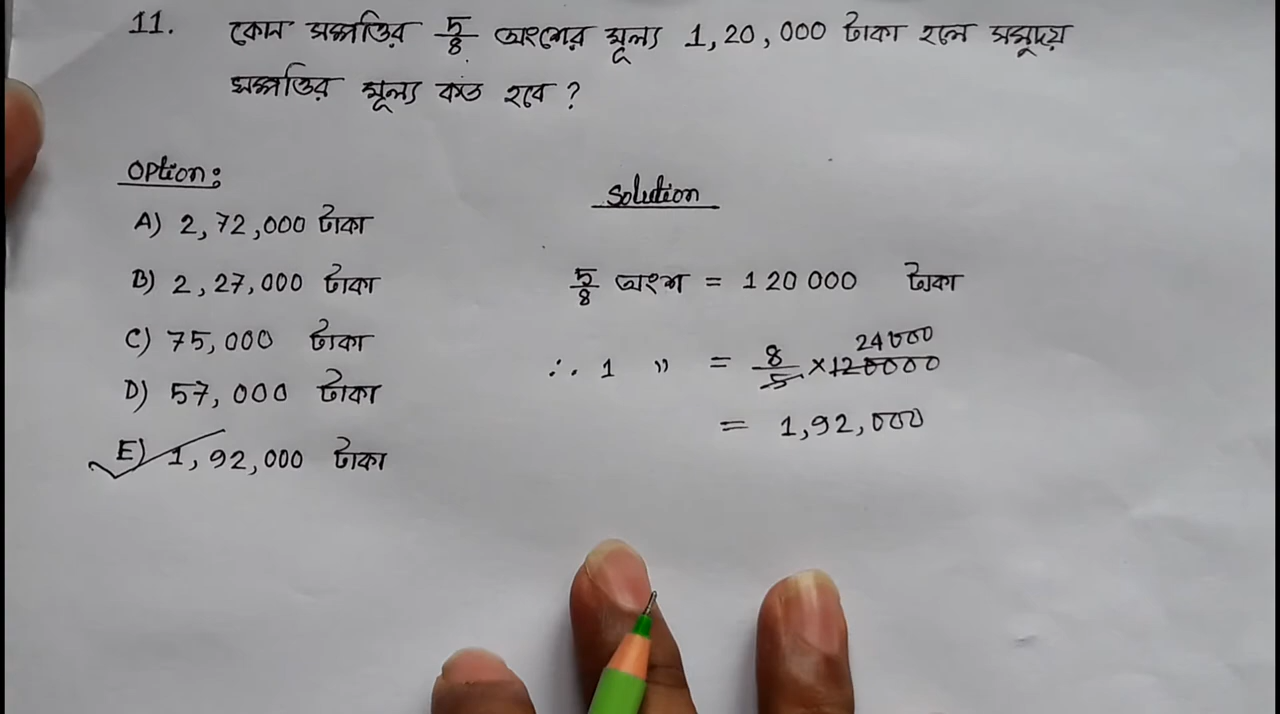 11. কোন সম্পত্তির 5/8 অংশের মূল্য 1,20,000 টাকা হলে সমুদয়
সম্পত্তির মূল্য কত হবে ?
Option:
A) 2,72,000 টাকা
B) 2,27,000 টাকা
C) 75,000 টাকা
D) 57,000 টাকা
E) 1,92,000 টাকা
Solution
5/8 অংশ = 120000 টাকা
24000
∴ 1 " = 8/5 × 120000
= 1,92,000